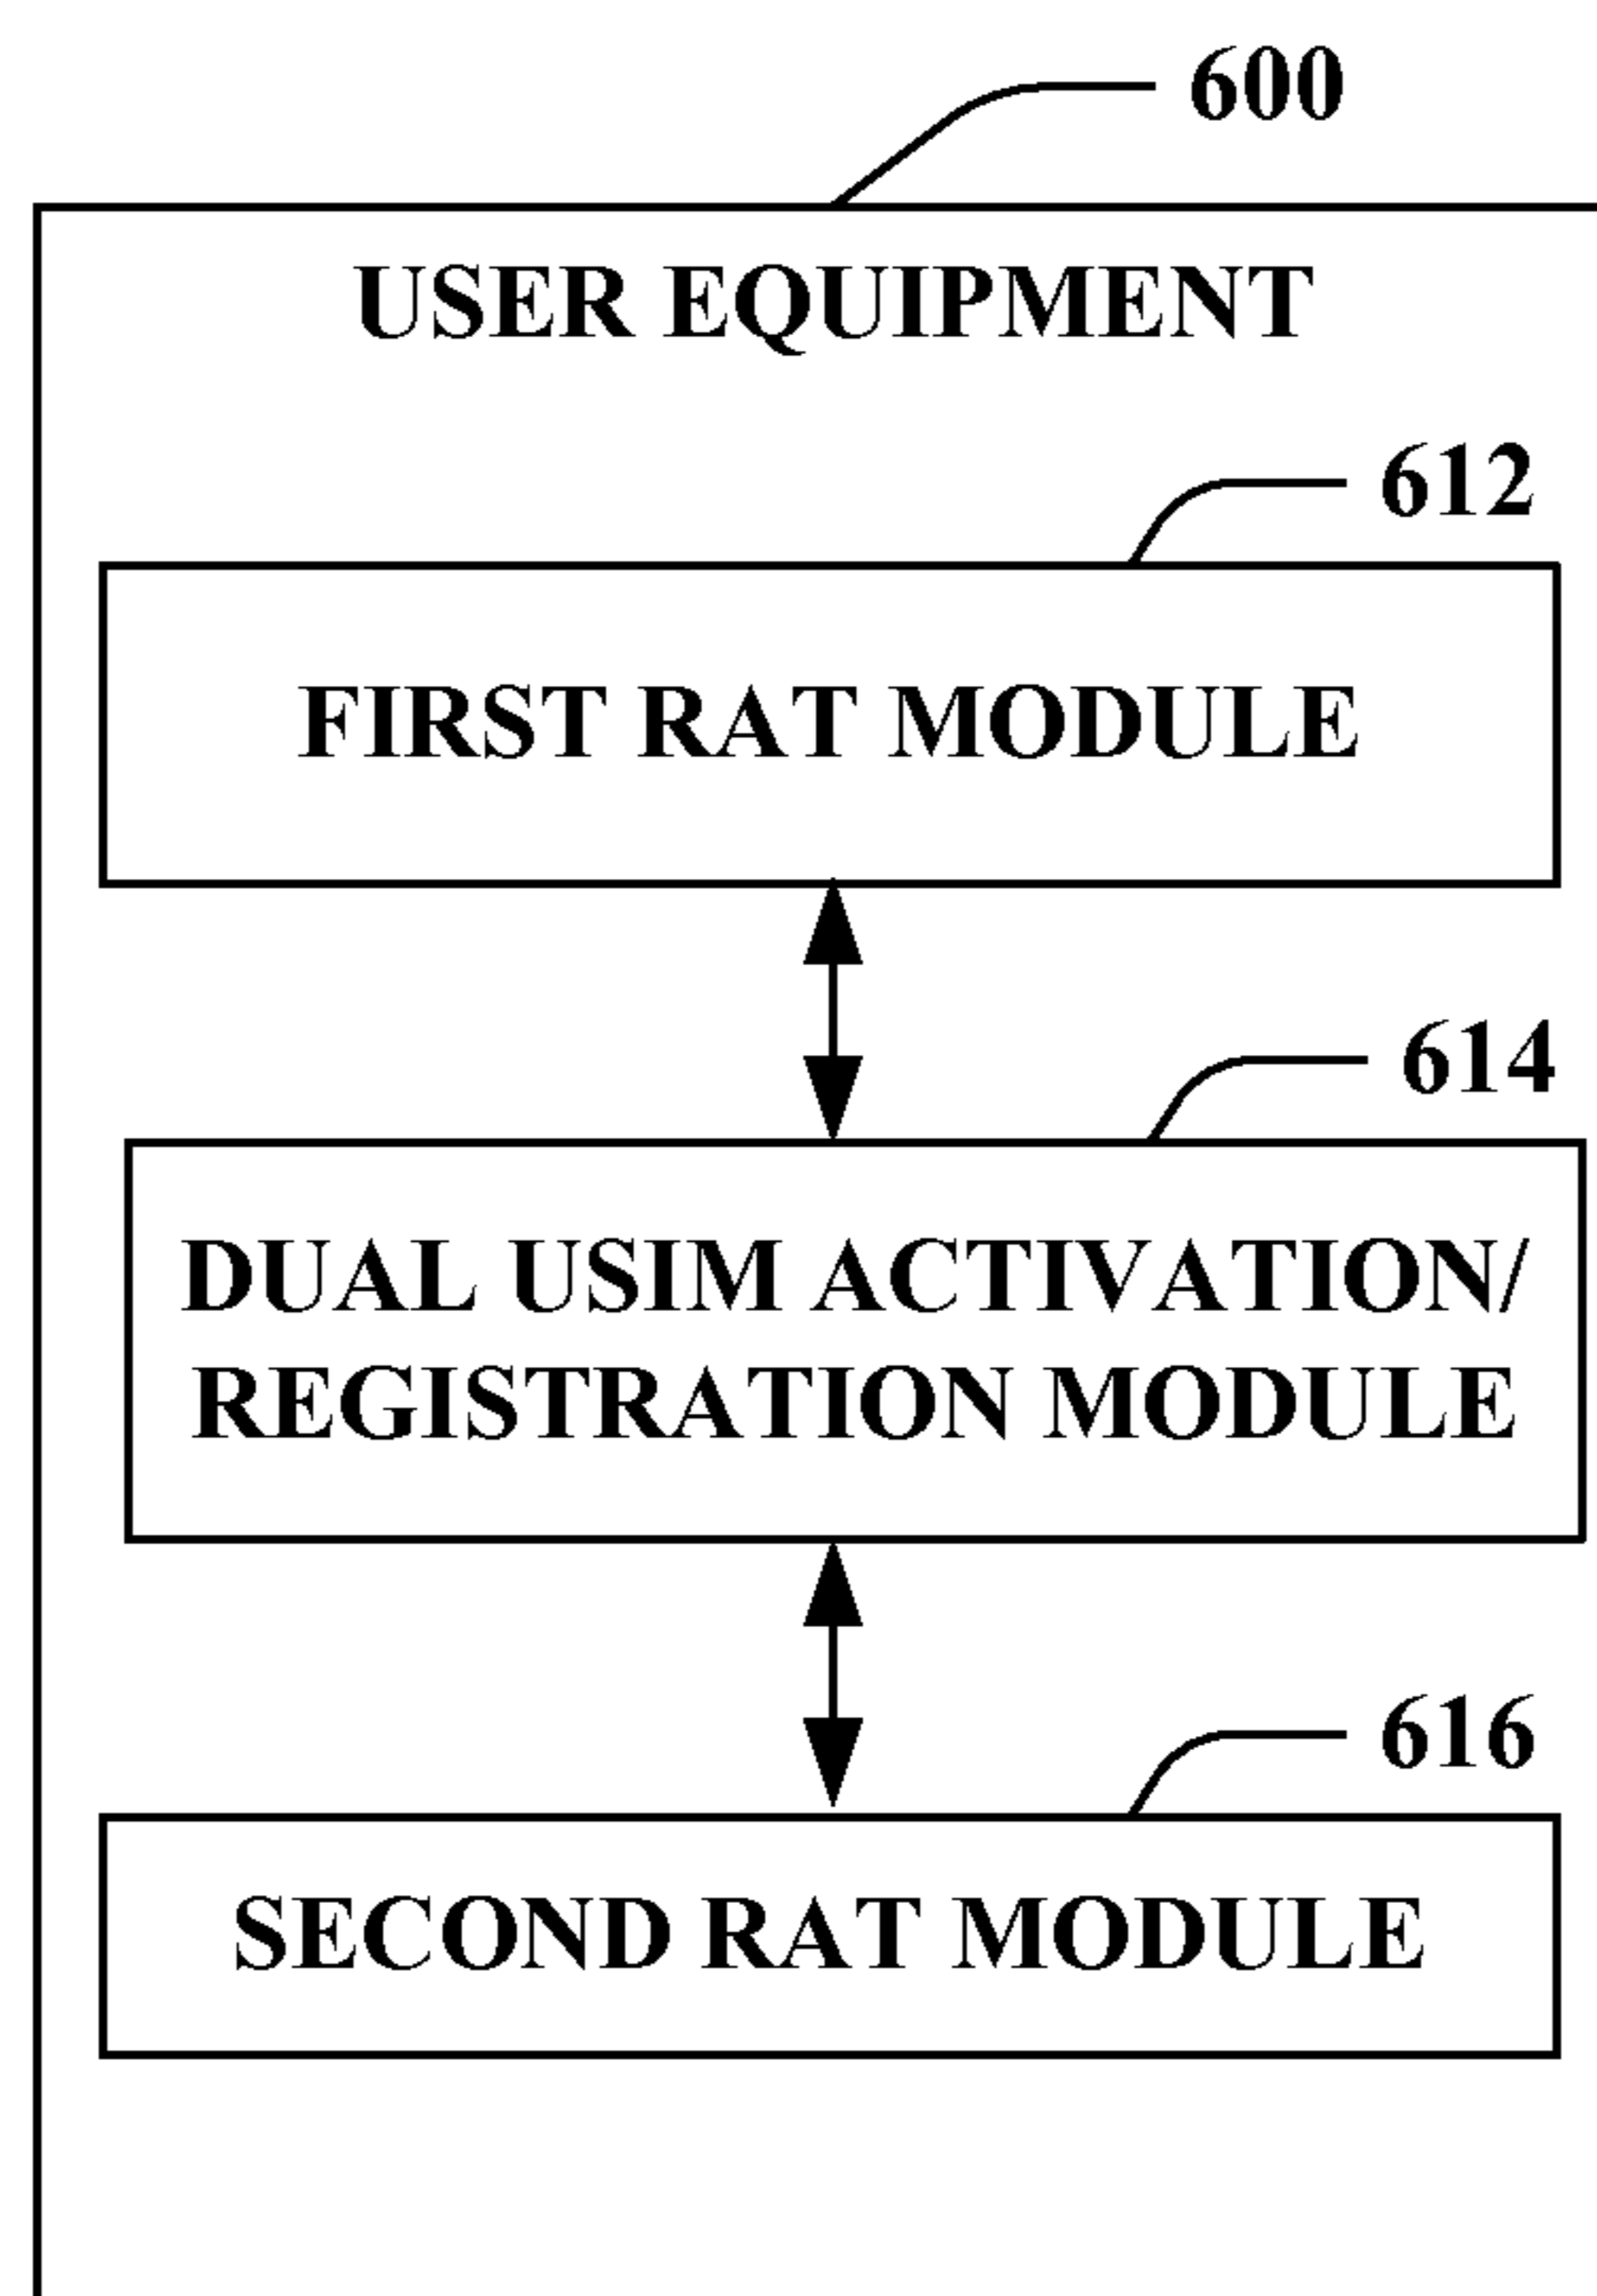 600
USER EQUIPMENT
612
FIRST RAT MODULE
614
DUAL USIM ACTIVATION/
REGISTRATION MODULE
616
SECOND RAT MODULE